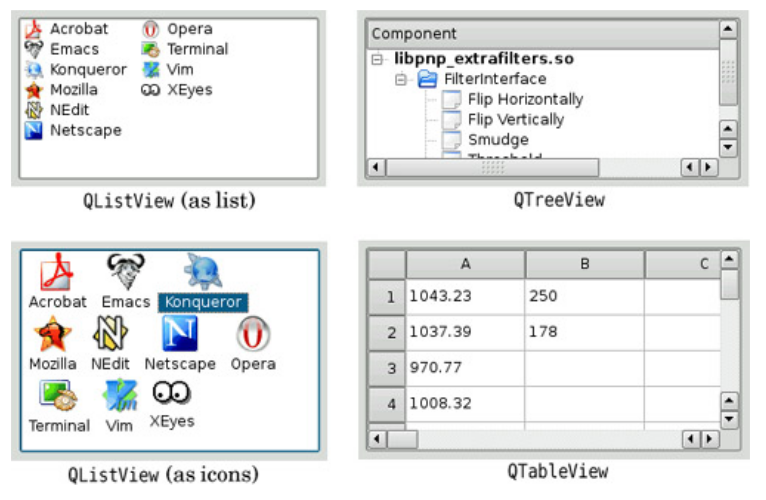 Acrobat Opera
Emacs Terminal
Konqueror Vim
Mozilla XEyes
NEdit
Netscape
QListView (as list)
Component
libpnp_extrafilters.so
FilterInterface
Flip Horizontally
Flip Vertically
Smudge
Threshold
QTreeView
Acrobat Emacs Konqueror
Mozilla NEdit Netscape Opera
Terminal Vim XEyes
QListView (as icons)
A B C
1 1043.23 250
2 1037.39 178
3 970.77
4 1008.32
QTableView